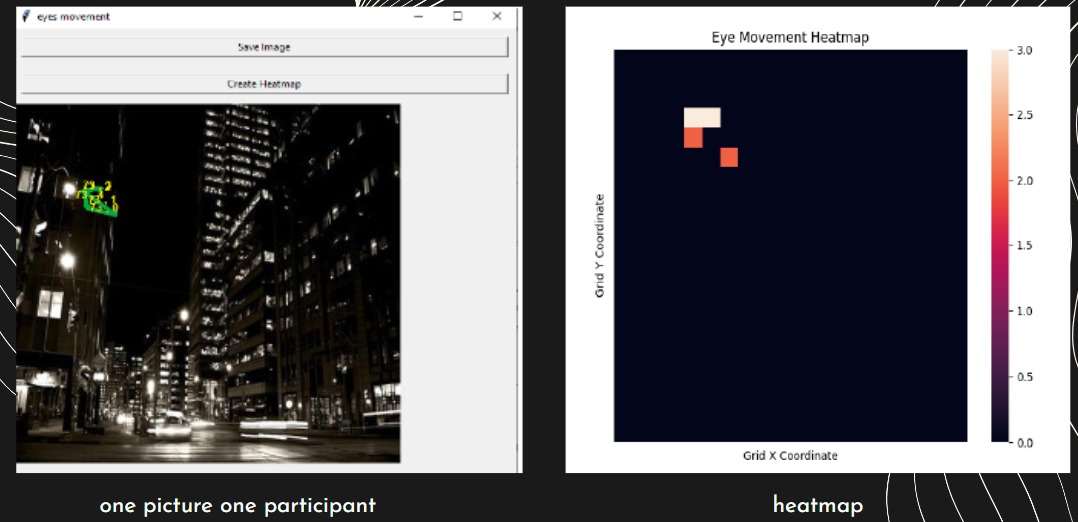 eyes movement
Save Image
Create Heatmap
one picture one participant
Eye Movement Heatmap
Grid Y Coordinate
Grid X Coordinate
3.0
2.5
2.0
1.5
1.0
0.5
0.0
heatmap